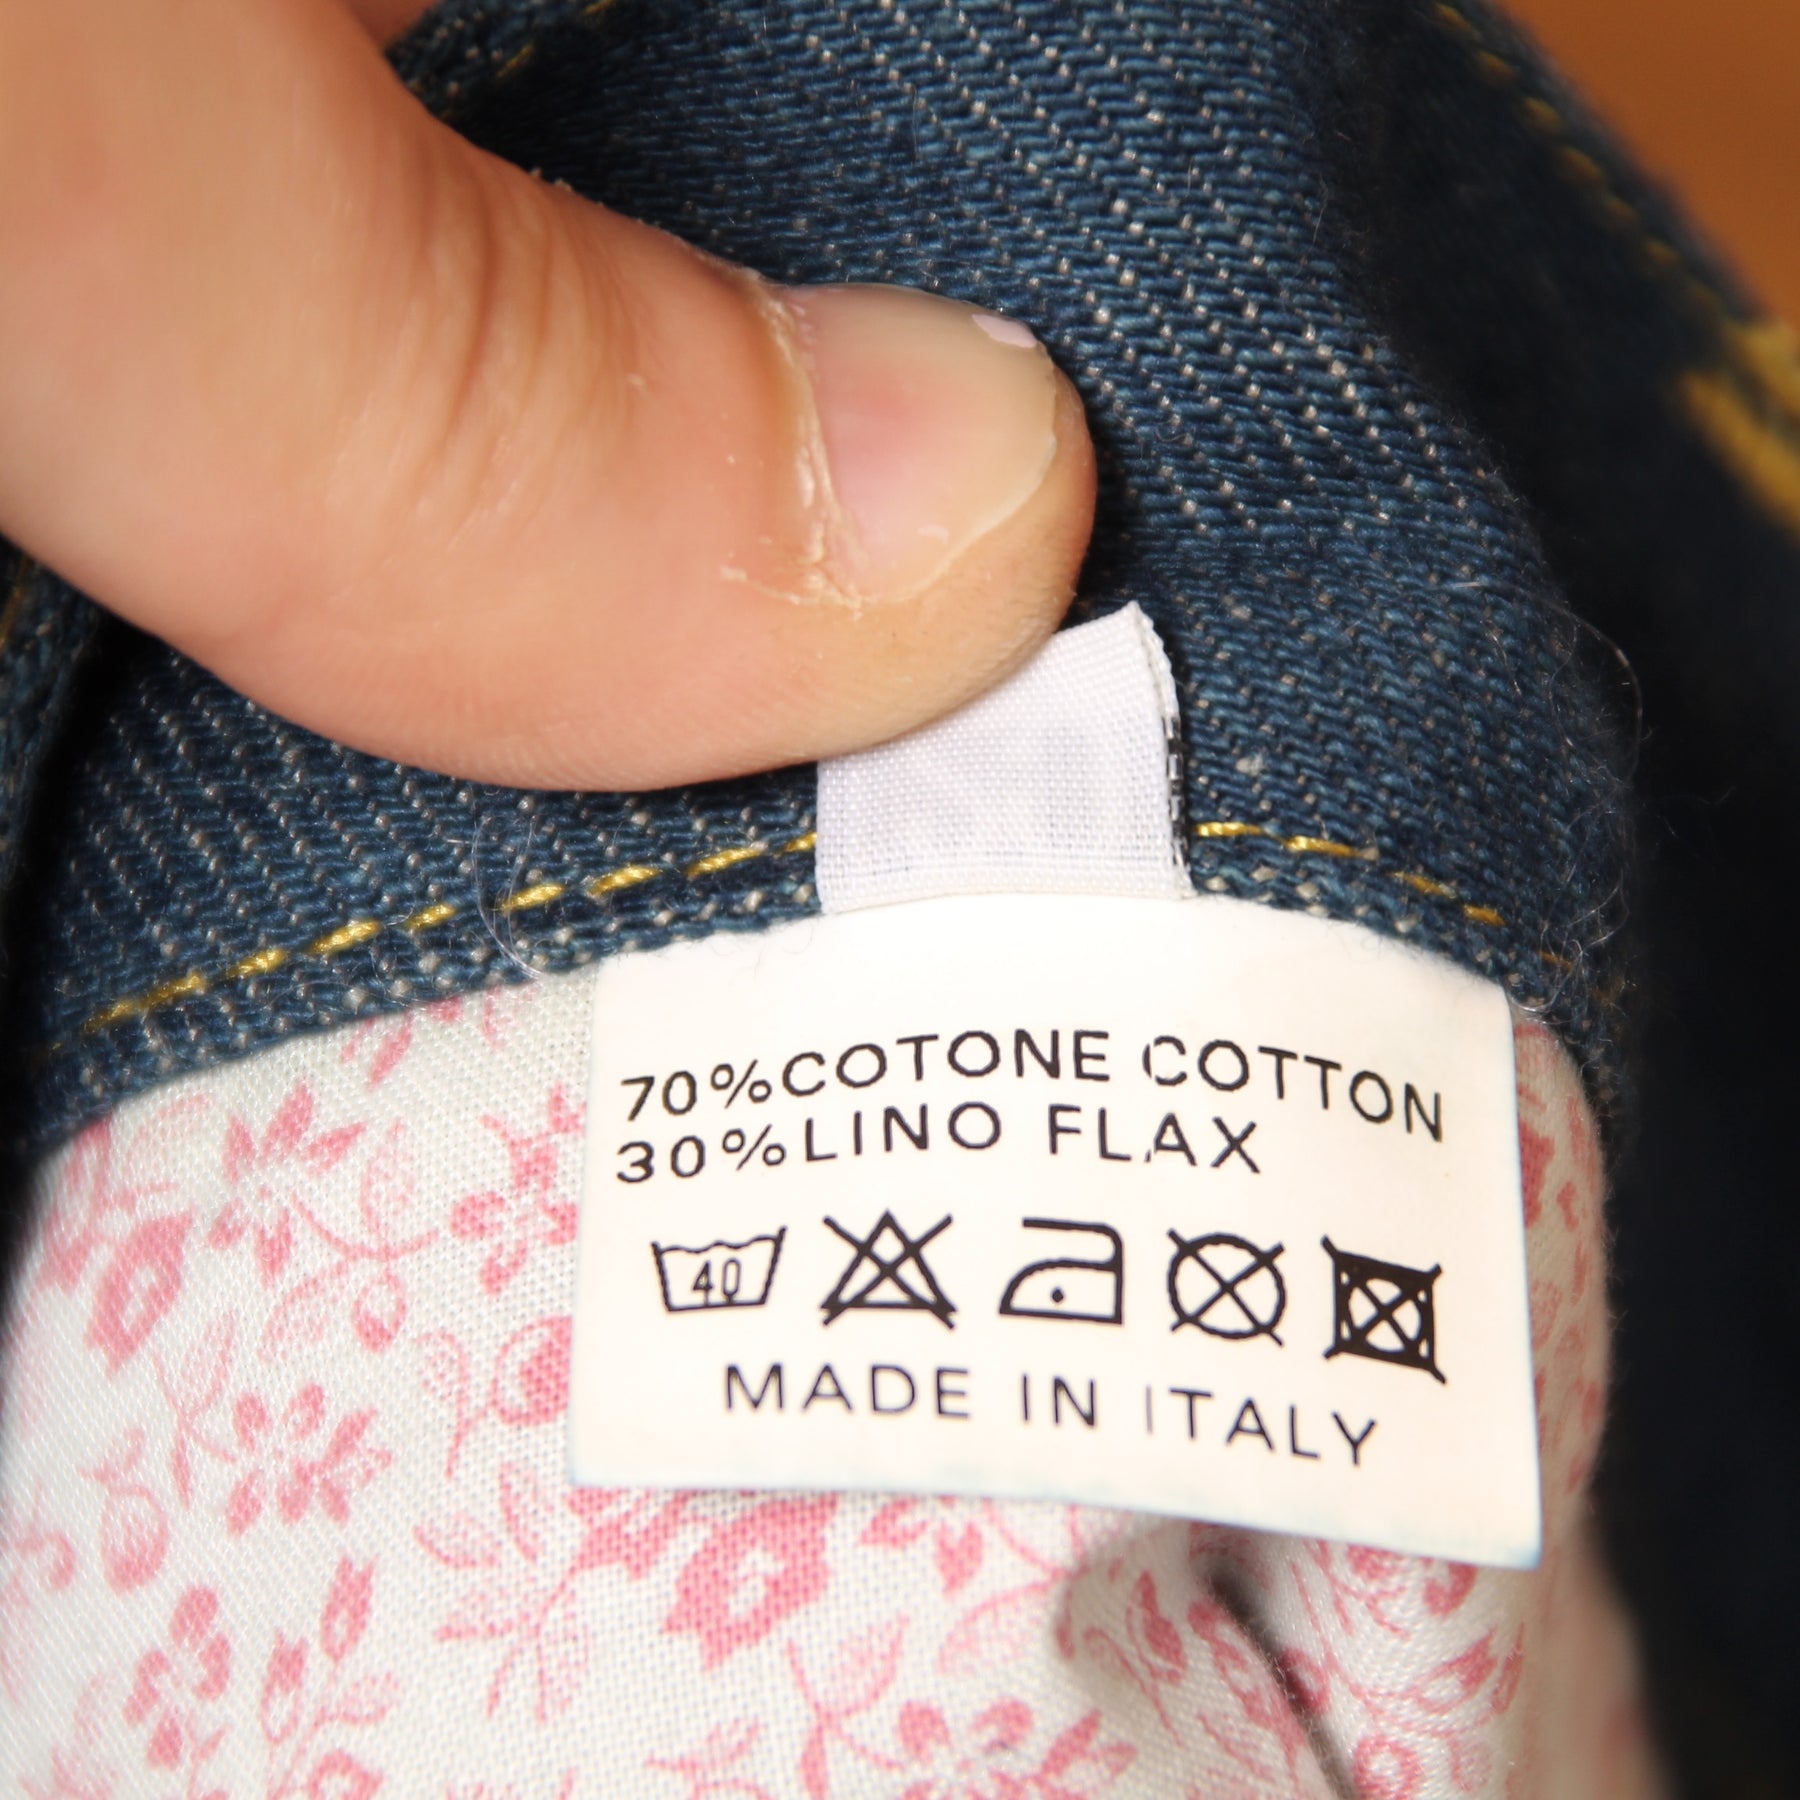 70%COTONE COTTON
30%LINO FLAX
40
MADE IN ITALY